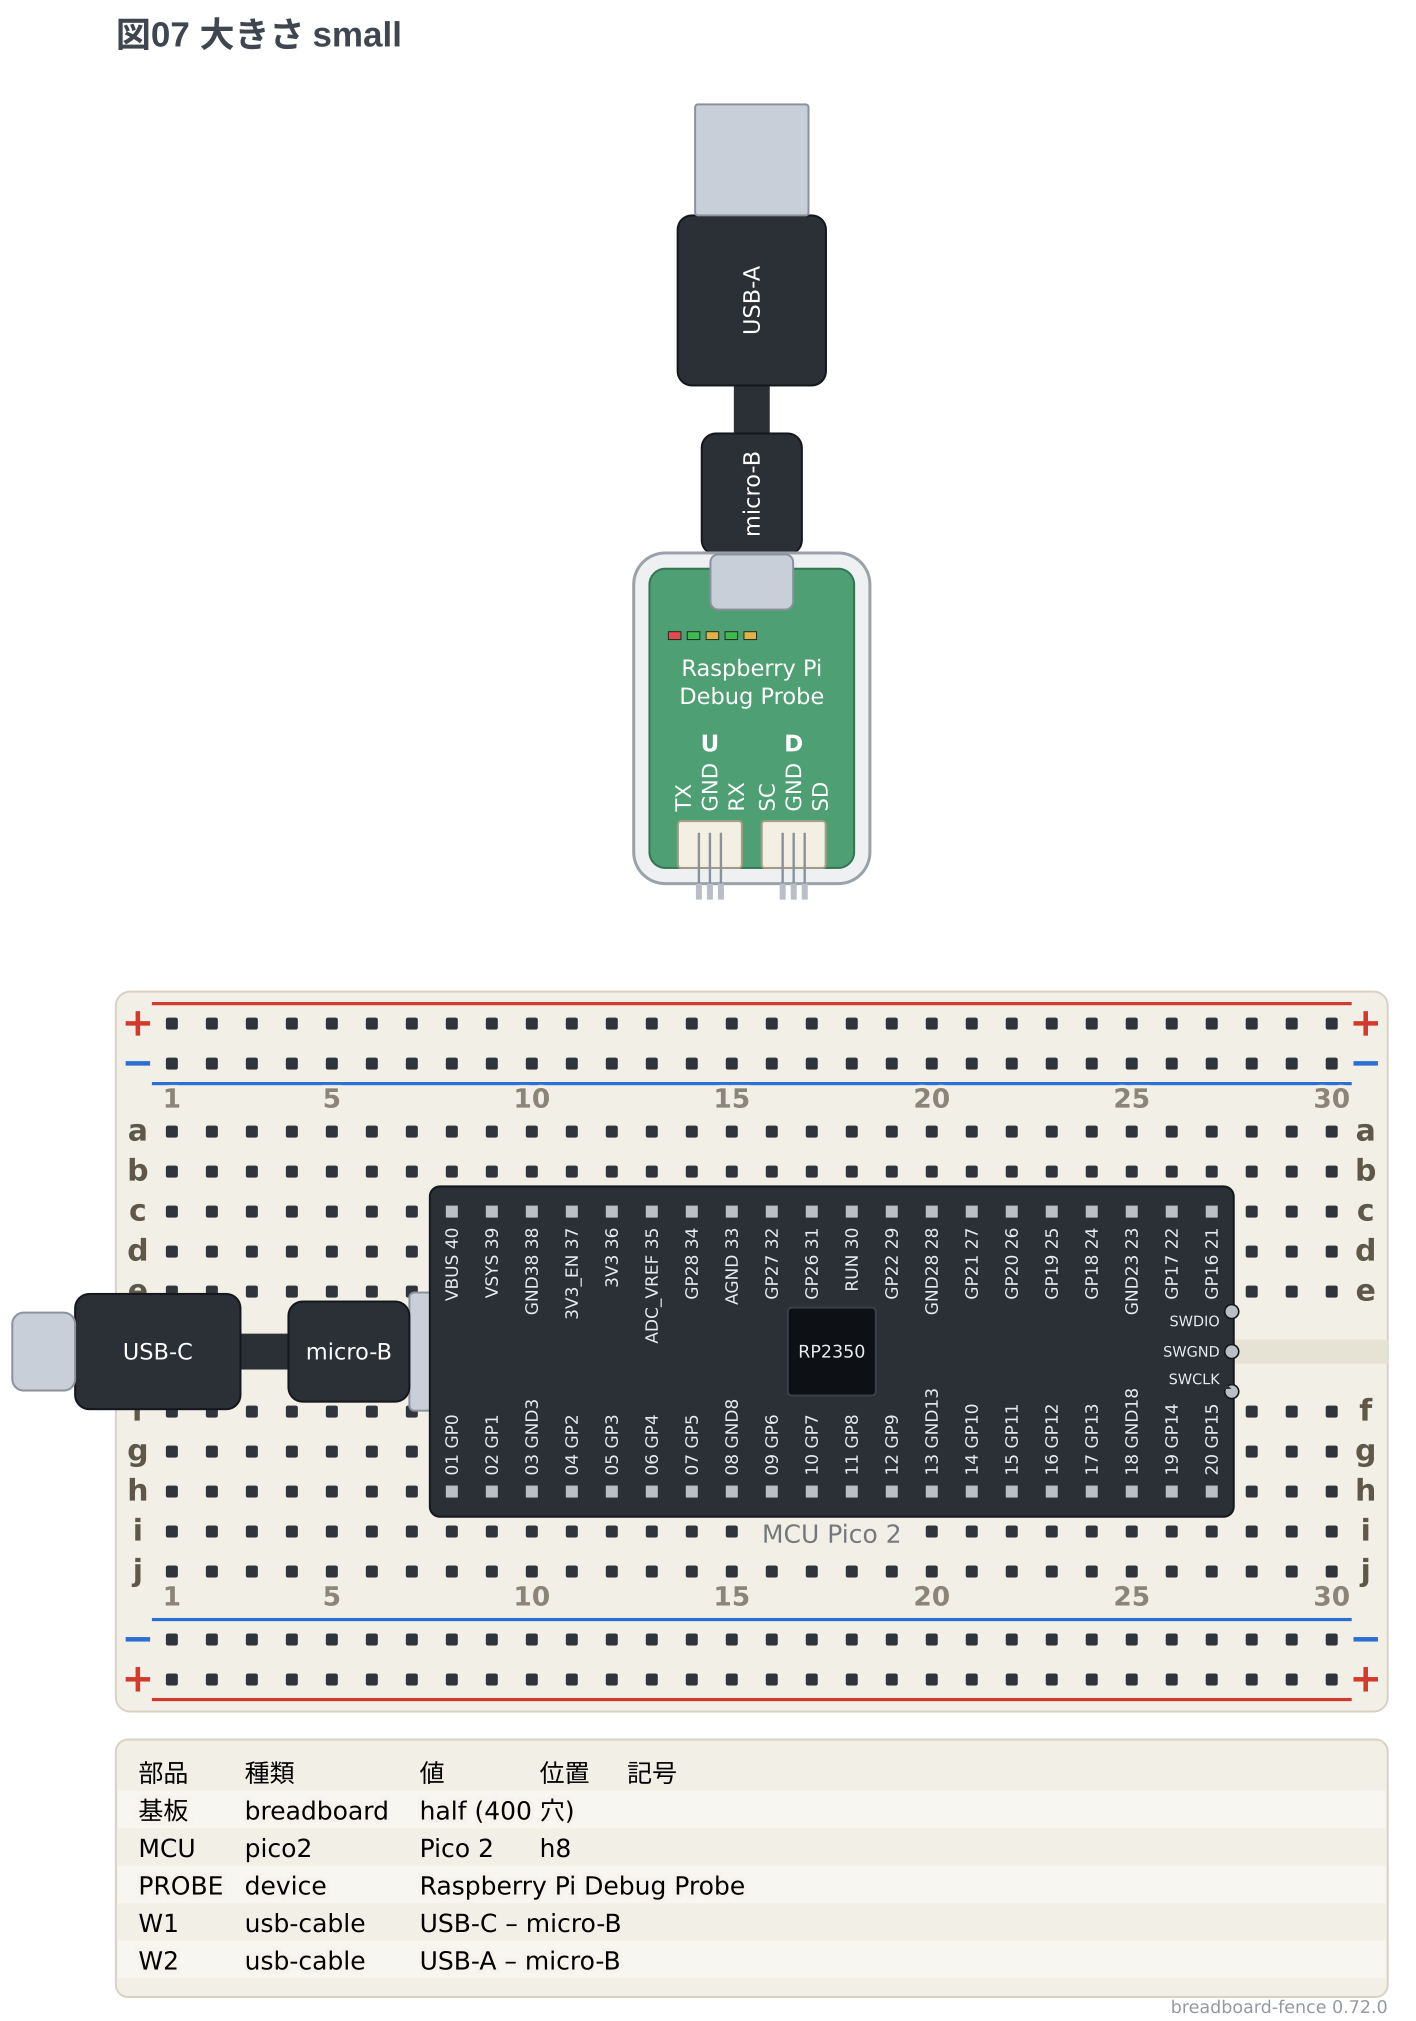 図07 大きさ small
USB-A
micro-B
Raspberry Pi
Debug Probe
U D
TX GND RX SC GND SD
+ +
− −
1 5 10 15 20 25 30
a a
b b
c c
d d
e e
VBUS 40
VSYS 39
GND38 38
3V3_EN 37
3V3 36
ADC_VREF 35
GP28 34
AGND 33
GP27 32
GP26 31
RUN 30
GP22 29
GND28 28
GP21 27
GP20 26
GP19 25
GP18 24
GND23 23
GP17 22
GP16 21
SWDIO
USB-C
micro-B
RP2350
SWGND
SWCLK
01 GP0
02 GP1
03 GND3
04 GP2
05 GP3
06 GP4
07 GP5
08 GND8
09 GP6
10 GP7
11 GP8
12 GP9
13 GND13
14 GP10
15 GP11
16 GP12
17 GP13
18 GND18
19 GP14
20 GP15
f
g g
h h
i MCU Pico 2 i
j j
1 5 10 15 20 25 30
− −
+ +
部品 種類 値 位置 記号
基板 breadboard half (400 穴)
MCU pico2 Pico 2 h8
PROBE device Raspberry Pi Debug Probe
W1 usb-cable USB-C – micro-B
W2 usb-cable USB-A – micro-B
breadboard-fence 0.72.0